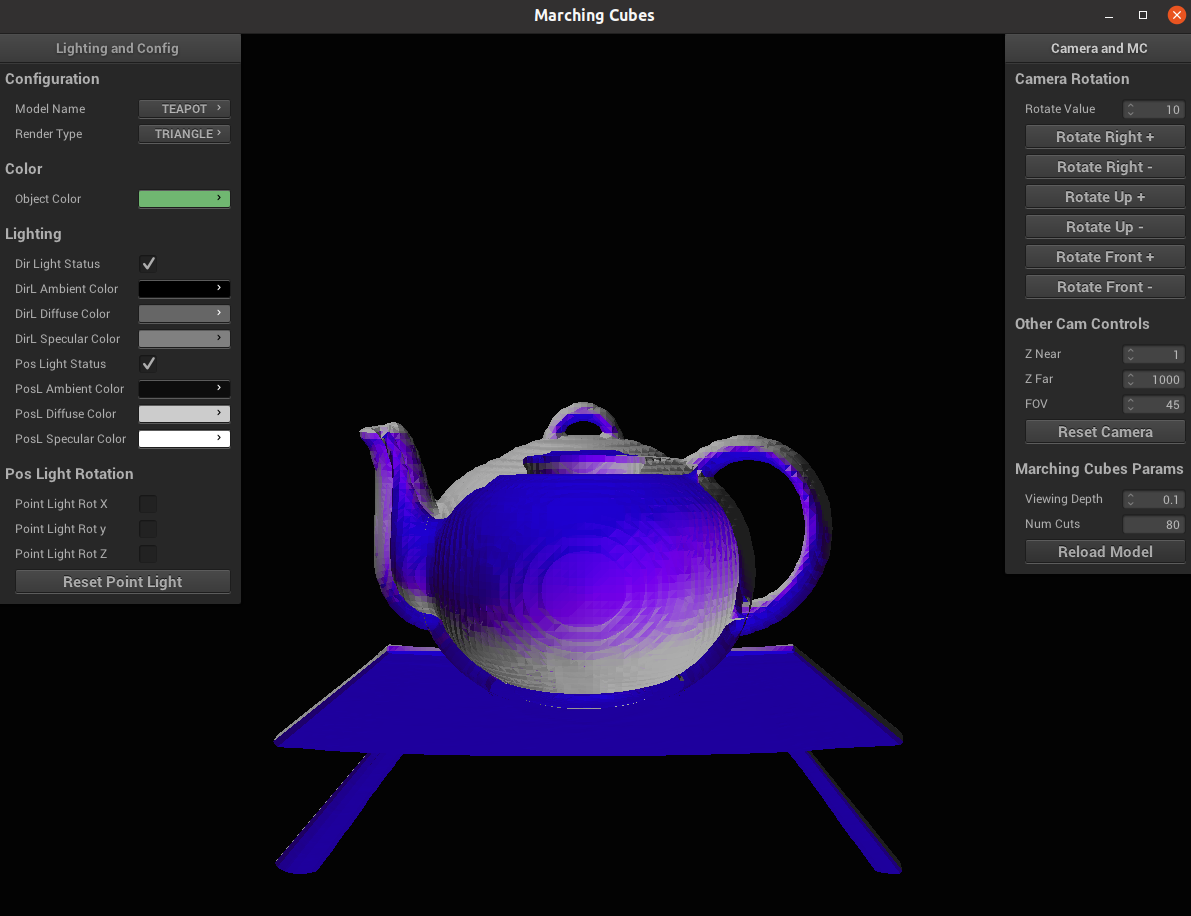 Marching Cubes
Lighting and Config
Configuration
Model Name TEAPOT
Render Type TRIANGLE
Color
Object Color
Lighting
Dir Light Status
DirL Ambient Color
DirL Diffuse Color
DirL Specular Color
Pos Light Status
PosL Ambient Color
PosL Diffuse Color
PosL Specular Color
Pos Light Rotation
Point Light Rot X
Point Light Rot y
Point Light Rot Z
Reset Point Light
Camera and MC
Camera Rotation
Rotate Value 10
Rotate Right +
Rotate Right -
Rotate Up +
Rotate Up -
Rotate Front +
Rotate Front -
Other Cam Controls
Z Near 1
Z Far 1000
FOV 45
Reset Camera
Marching Cubes Params
Viewing Depth 0.1
Num Cuts 80
Reload Model